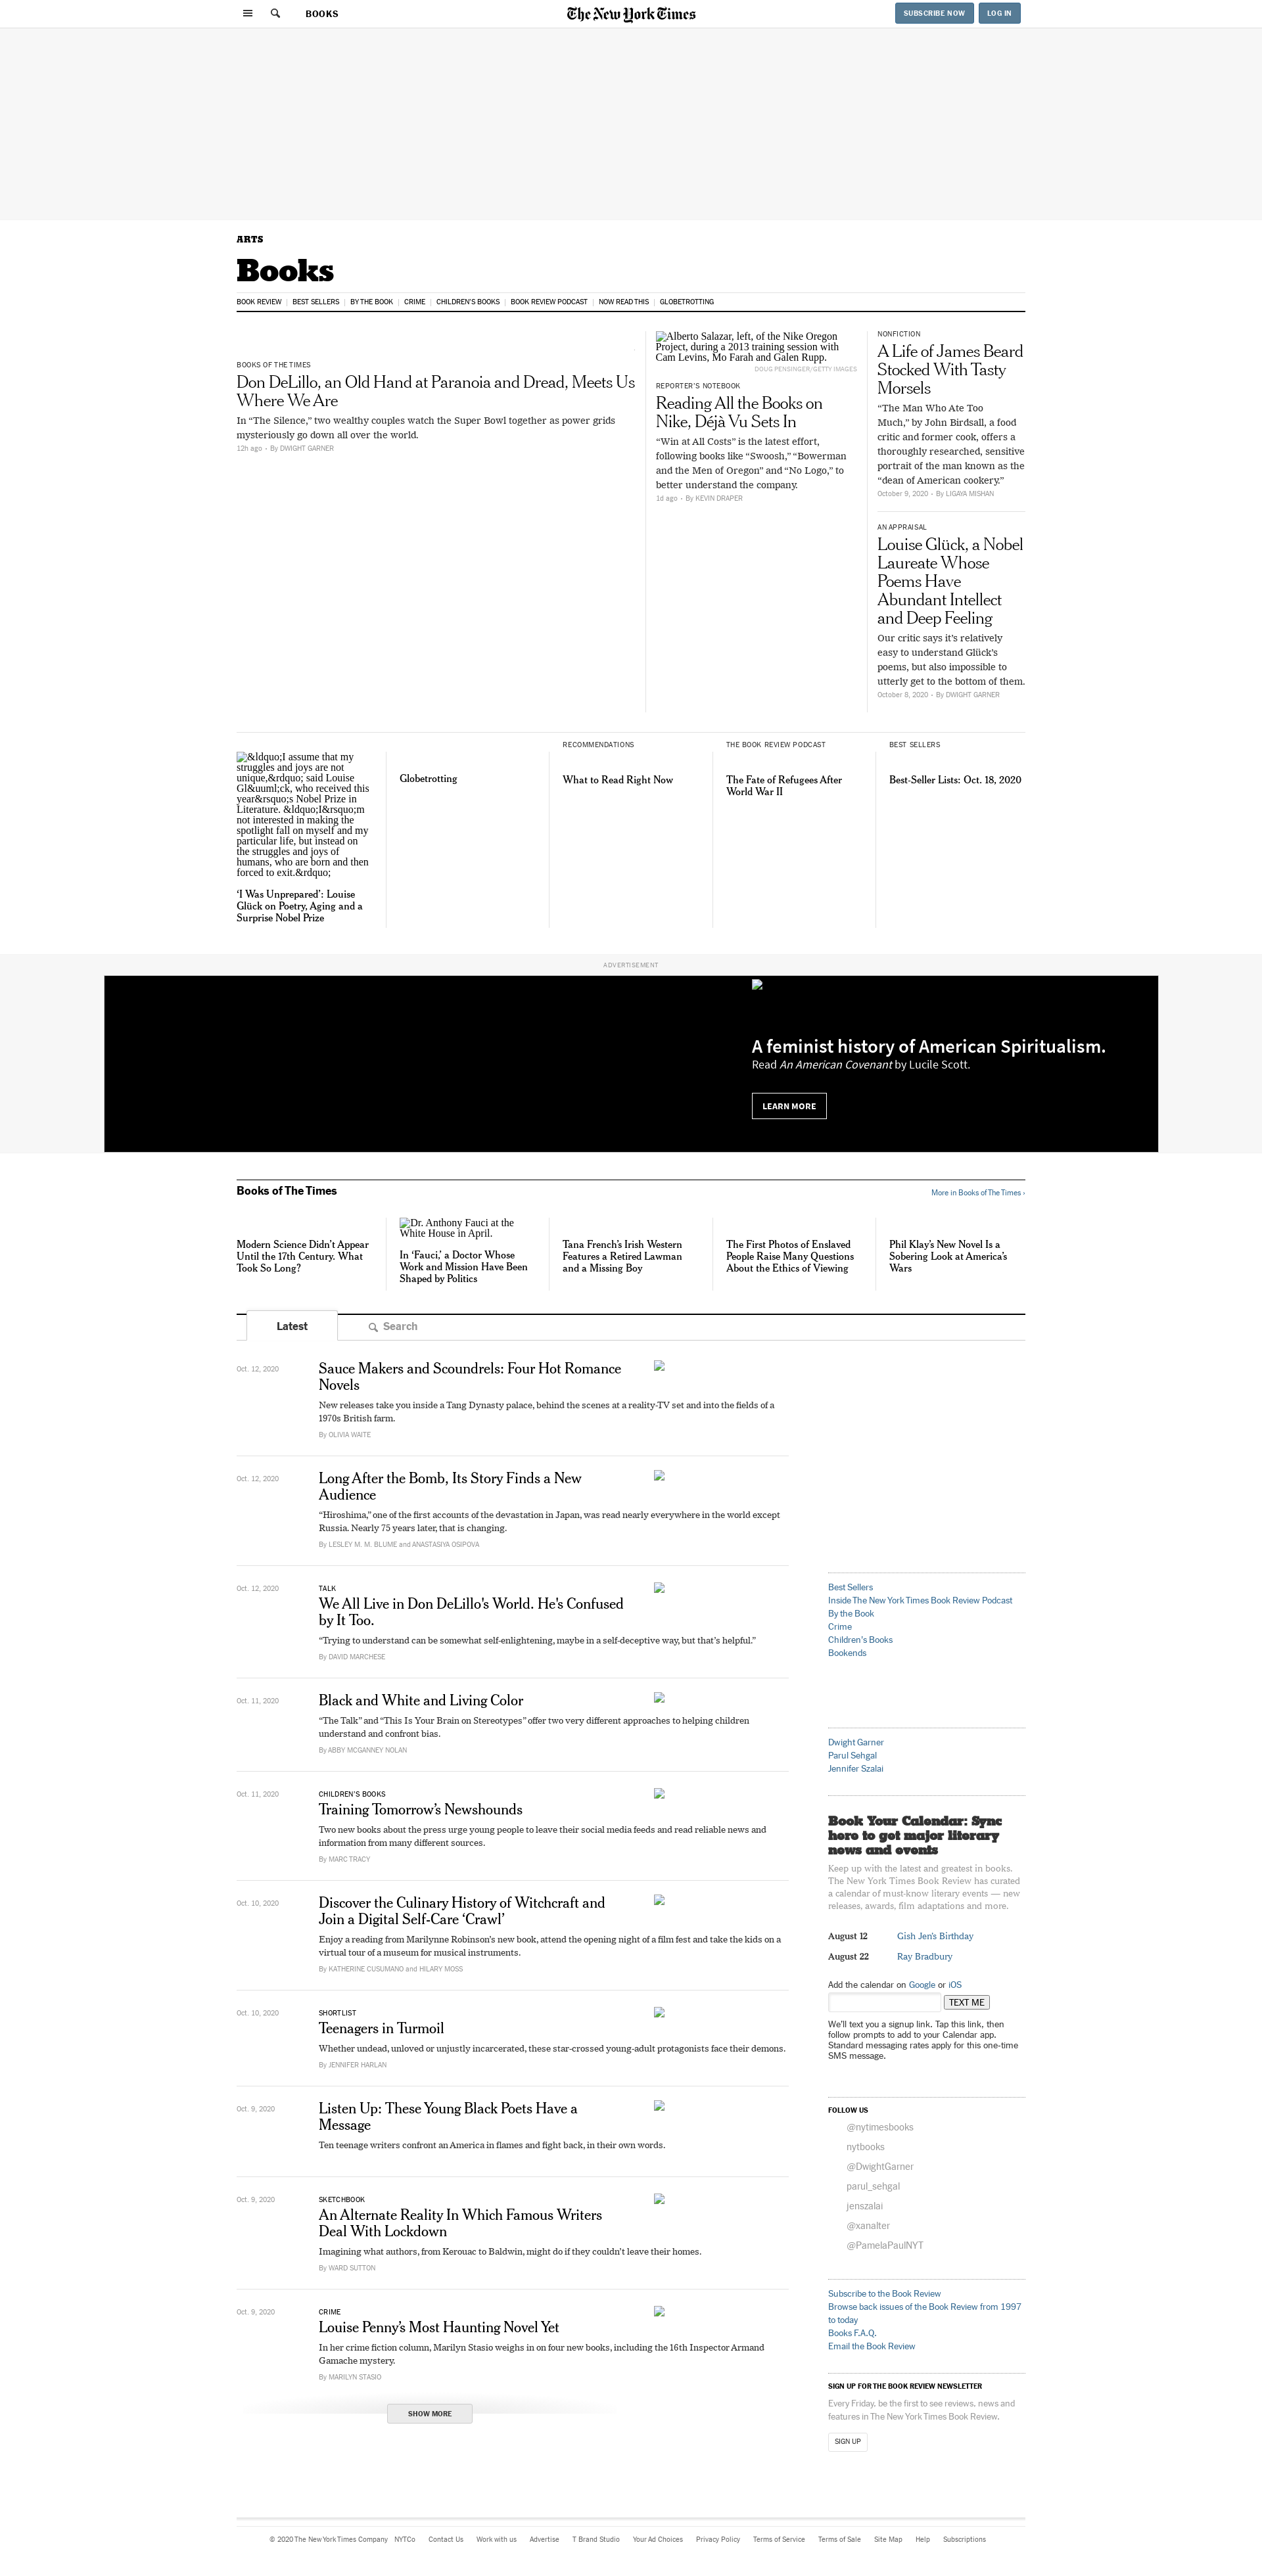 BOOKS
The New York Times
SUBSCRIBE NOW
LOG IN
ARTS
Books
BOOK REVIEW
BEST SELLERS
BY THE BOOK
CRIME
CHILDREN'S BOOKS
BOOK REVIEW PODCAST
NOW READ THIS
GLOBETROTTING
BOOKS OF THE TIMES
Don DeLillo, an Old Hand at Paranoia and Dread, Meets Us
Where We Are
In “The Silence,” two wealthy couples watch the Super Bowl together as power grids
mysteriously go down all over the world.
12h ago - By DWIGHT GARNER
Alberto Salazar, left, of the Nike Oregon
Project, during a 2013 training session with
Cam Levins, Mo Farah and Galen Rupp.
DOUG PENSINGER/GETTY IMAGES
REPORTER’S NOTEBOOK
Reading All the Books on
Nike, Déjà Vu Sets In
“Win at All Costs” is the latest effort,
following books like “Swoosh,” “Bowerman
and the Men of Oregon” and “No Logo,” to
better understand the company.
1d ago - By KEVIN DRAPER
NONFICTION
A Life of James Beard
Stocked With Tasty
Morsels
“The Man Who Ate Too
Much,” by John Birdsall, a food
critic and former cook, offers a
thoroughly researched, sensitive
portrait of the man known as the
“dean of American cookery.”
October 9, 2020 - By LIGAYA MISHAN
AN APPRAISAL
Louise Glück, a Nobel
Laureate Whose
Poems Have
Abundant Intellect
and Deep Feeling
Our critic says it’s relatively
easy to understand Glück’s
poems, but also impossible to
utterly get to the bottom of them.
October 8, 2020 - By DWIGHT GARNER
&ldquo;I assume that my
struggles and joys are not
unique,&rdquo; said Louise
Gl&uuml;ck, who received this
year&rsquo;s Nobel Prize in
Literature. &ldquo;I&rsquo;m
not interested in making the
spotlight fall on myself and my
particular life, but instead on
the struggles and joys of
humans, who are born and then
forced to exit.&rdquo;
‘I Was Unprepared’: Louise
Glück on Poetry, Aging and a
Surprise Nobel Prize
Globetrotting
RECOMMENDATIONS
What to Read Right Now
THE BOOK REVIEW PODCAST
The Fate of Refugees After
World War II
BEST SELLERS
Best-Seller Lists: Oct. 18, 2020
ADVERTISEMENT
A feminist history of American Spiritualism.
Read An American Covenant by Lucile Scott.
LEARN MORE
Books of The Times
More in Books of The Times ›
Modern Science Didn’t Appear
Until the 17th Century. What
Took So Long?
Dr. Anthony Fauci at the
White House in April.
In ‘Fauci,’ a Doctor Whose
Work and Mission Have Been
Shaped by Politics
Tana French’s Irish Western
Features a Retired Lawman
and a Missing Boy
The First Photos of Enslaved
People Raise Many Questions
About the Ethics of Viewing
Phil Klay’s New Novel Is a
Sobering Look at America’s
Wars
Latest
Search
Oct. 12, 2020
Sauce Makers and Scoundrels: Four Hot Romance
Novels
New releases take you inside a Tang Dynasty palace, behind the scenes at a reality-TV set and into the fields of a
1970s British farm.
By OLIVIA WAITE
Oct. 12, 2020
Long After the Bomb, Its Story Finds a New
Audience
“Hiroshima,” one of the first accounts of the devastation in Japan, was read nearly everywhere in the world except
Russia. Nearly 75 years later, that is changing.
By LESLEY M. M. BLUME and ANASTASIYA OSIPOVA
Oct. 12, 2020
TALK
We All Live in Don DeLillo's World. He's Confused
by It Too.
“Trying to understand can be somewhat self-enlightening, maybe in a self-deceptive way, but that’s helpful.”
By DAVID MARCHESE
Oct. 11, 2020
Black and White and Living Color
“The Talk” and “This Is Your Brain on Stereotypes” offer two very different approaches to helping children
understand and confront bias.
By ABBY MCGANNEY NOLAN
Oct. 11, 2020
CHILDREN’S BOOKS
Training Tomorrow’s Newshounds
Two new books about the press urge young people to leave their social media feeds and read reliable news and
information from many different sources.
By MARC TRACY
Oct. 10, 2020
Discover the Culinary History of Witchcraft and
Join a Digital Self-Care ‘Crawl’
Enjoy a reading from Marilynne Robinson’s new book, attend the opening night of a film fest and take the kids on a
virtual tour of a museum for musical instruments.
By KATHERINE CUSUMANO and HILARY MOSS
Oct. 10, 2020
SHORTLIST
Teenagers in Turmoil
Whether undead, unloved or unjustly incarcerated, these star-crossed young-adult protagonists face their demons.
By JENNIFER HARLAN
Oct. 9, 2020
Listen Up: These Young Black Poets Have a
Message
Ten teenage writers confront an America in flames and fight back, in their own words.
Oct. 9, 2020
SKETCHBOOK
An Alternate Reality In Which Famous Writers
Deal With Lockdown
Imagining what authors, from Kerouac to Baldwin, might do if they couldn’t leave their homes.
By WARD SUTTON
Oct. 9, 2020
CRIME
Louise Penny’s Most Haunting Novel Yet
In her crime fiction column, Marilyn Stasio weighs in on four new books, including the 16th Inspector Armand
Gamache mystery.
By MARILYN STASIO
SHOW MORE
Best Sellers
Inside The New York Times Book Review Podcast
By the Book
Crime
Children's Books
Bookends
Dwight Garner
Parul Sehgal
Jennifer Szalai
Book Your Calendar: Sync
here to get major literary
news and events
Keep up with the latest and greatest in books.
The New York Times Book Review has curated
a calendar of must-know literary events — new
releases, awards, film adaptations and more.
August 12 Gish Jen's Birthday
August 22 Ray Bradbury
Add the calendar on Google or iOS
TEXT ME
We’ll text you a signup link. Tap this link, then
follow prompts to add to your Calendar app.
Standard messaging rates apply for this one-time
SMS message.
FOLLOW US
@nytimesbooks
nytbooks
@DwightGarner
parul_sehgal
jenszalai
@xanalter
@PamelaPaulNYT
Subscribe to the Book Review
Browse back issues of the Book Review from 1997
to today
Books F.A.Q.
Email the Book Review
SIGN UP FOR THE BOOK REVIEW NEWSLETTER
Every Friday, be the first to see reviews, news and
features in The New York Times Book Review.
SIGN UP
© 2020 The New York Times Company NYTCo Contact Us Work with us Advertise T Brand Studio Your Ad Choices Privacy Policy Terms of Service Terms of Sale Site Map Help Subscriptions